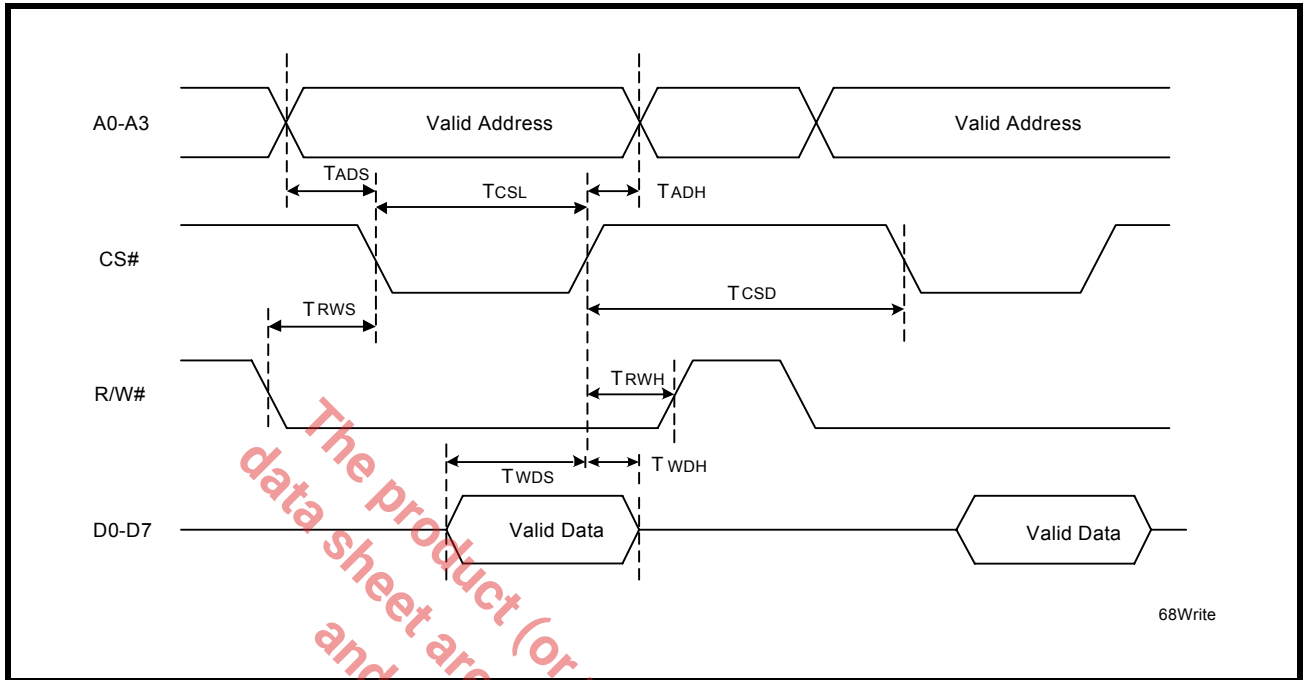 A0-A3
Valid Address
Valid Address
TADS
TCSL
TADH
CS#
TCSD
TRWS
R/W#
TRWH
TWDS
TWDH
D0-D7
Valid Data
Valid Data
68Write
The product (or
data sheet are
and